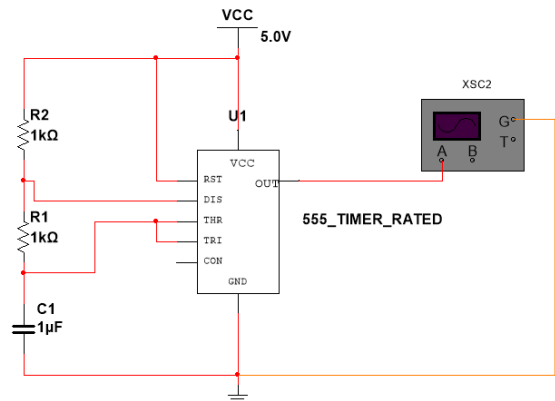 VCC
5.0V
XSC2
R2
1kΩ
U1
G
T
A B
VCC
RST
DIS
THR
TRI
CON
OUT
GND
555_TIMER_RATED
R1
1kΩ
C1
1µF